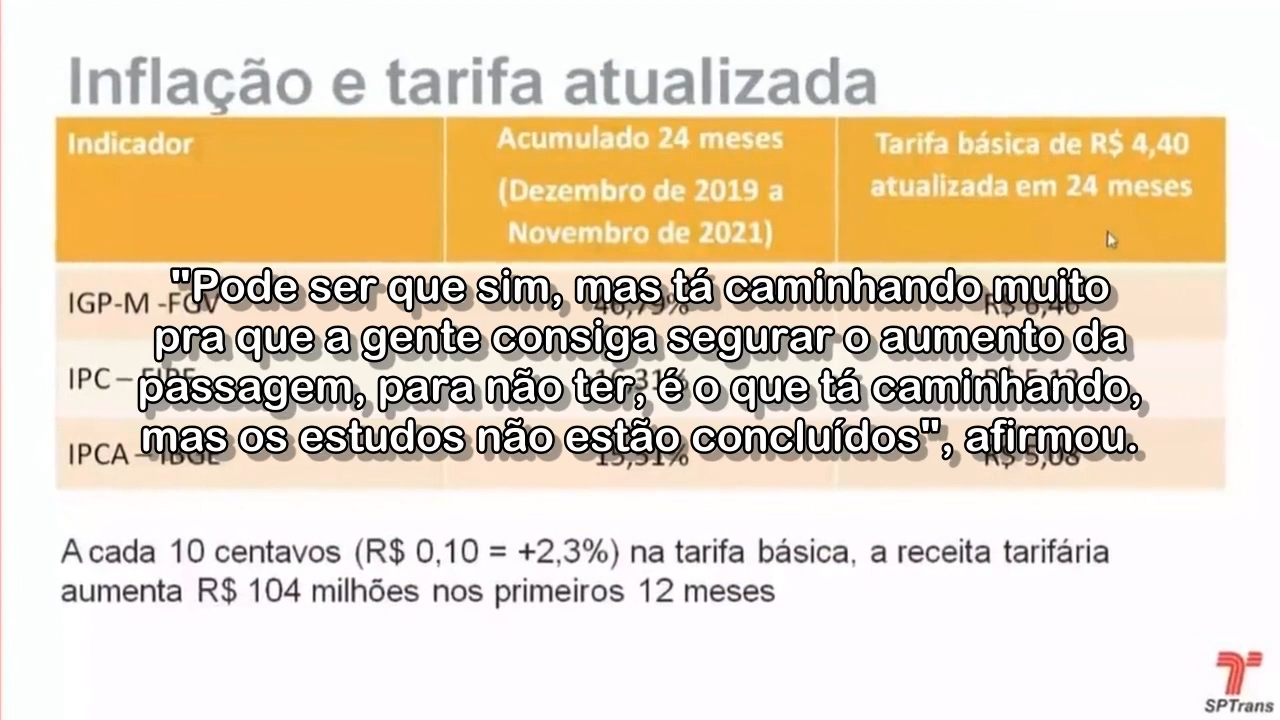 Inflação e tarifa atualizada
Indicador
Acumulado 24 meses
(Dezembro de 2019 a
Novembro de 2021)
Tarifa básica de R$ 4,40
atualizada em 24 meses
IGP-M -FGV
IPC –
IPCA – IBGE
R$ 5,08
"Pode ser que sim, mas tá caminhando muito
pra que a gente consiga segurar o aumento da
passagem, para não ter, é o que tá caminhando,
mas os estudos não estão concluídos", afirmou.
A cada 10 centavos (R$ 0,10 = +2,3%) na tarifa básica, a receita tarifária
aumenta R$ 104 milhões nos primeiros 12 meses
SPTrans